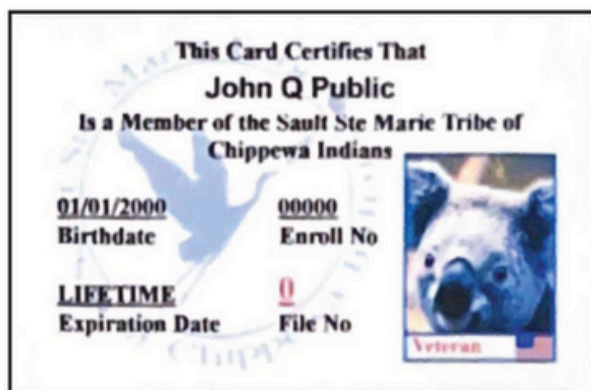 This Card Certifies That
John Q Public
Is a Member of the Sault Ste Marie Tribe of
Chippewa Indians
01/01/2000 00000
Birthdate Enroll No
LIFETIME 0
Expiration Date File No
Veteran